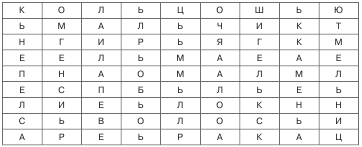 К О Л Ь Ц О Ш Ь Ю
Ь М А Л Ь Ч И К Т
Н Г И Р Ь Я Г К М
Е Е Л Ь М А Е А Е
П Н А О М А Л М Л
Е С П Б Ь Л Ь Е Ь
Л И Е Ь Л О К Н Н
С Ь В О Л О С Ь И
А Р Е Ь Р А К А Ц